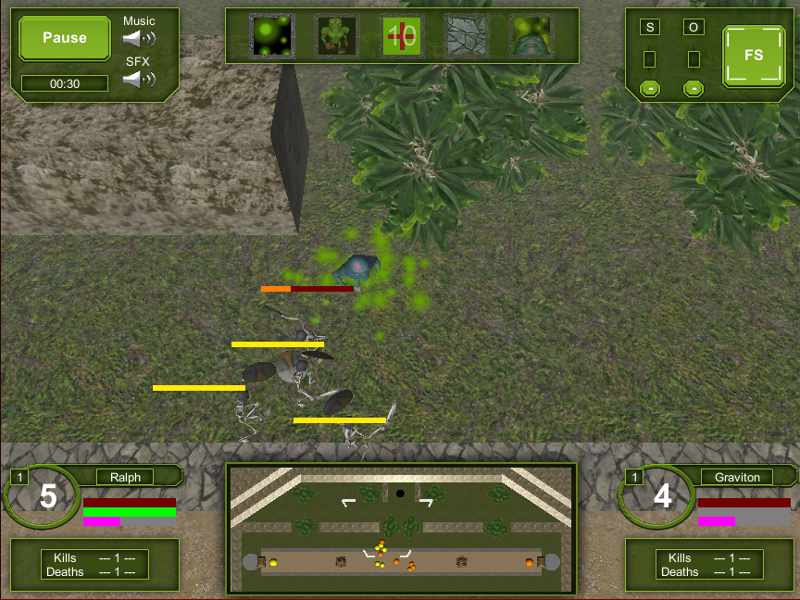 Music
Pause
SFX
00:30
10
S O
FS
1 Ralph
5
Kills --- 1 ---
Deaths --- 1 ---
1 Graviton
4
Kills --- 1 ---
Deaths --- 1 ---